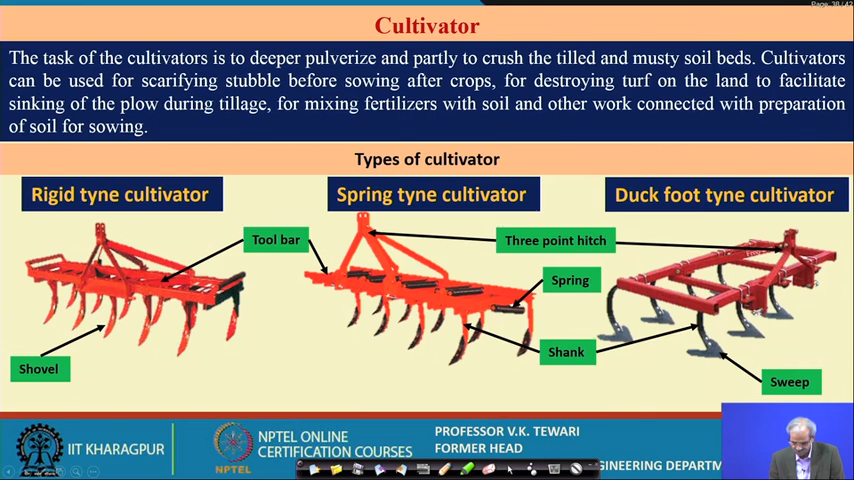 Page 38 / 42
Cultivator
The task of the cultivators is to deeper pulverize and partly to crush the tilled and musty soil beds. Cultivators
can be used for scarifying stubble before sowing after crops, for destroying turf on the land to facilitate
sinking of the plow during tillage, for mixing fertilizers with soil and other work connected with preparation
of soil for sowing.
Types of cultivator
Rigid tyne cultivator
Spring tyne cultivator
Duck foot tyne cultivator
Tool bar
Three point hitch
Spring
Shank
Shovel
Sweep
IIT KHARAGPUR
NPTEL
NPTEL ONLINE
CERTIFICATION COURSES
PROFESSOR V.K. TEWARI
FORMER HEAD
NGINEERING DEPARTM